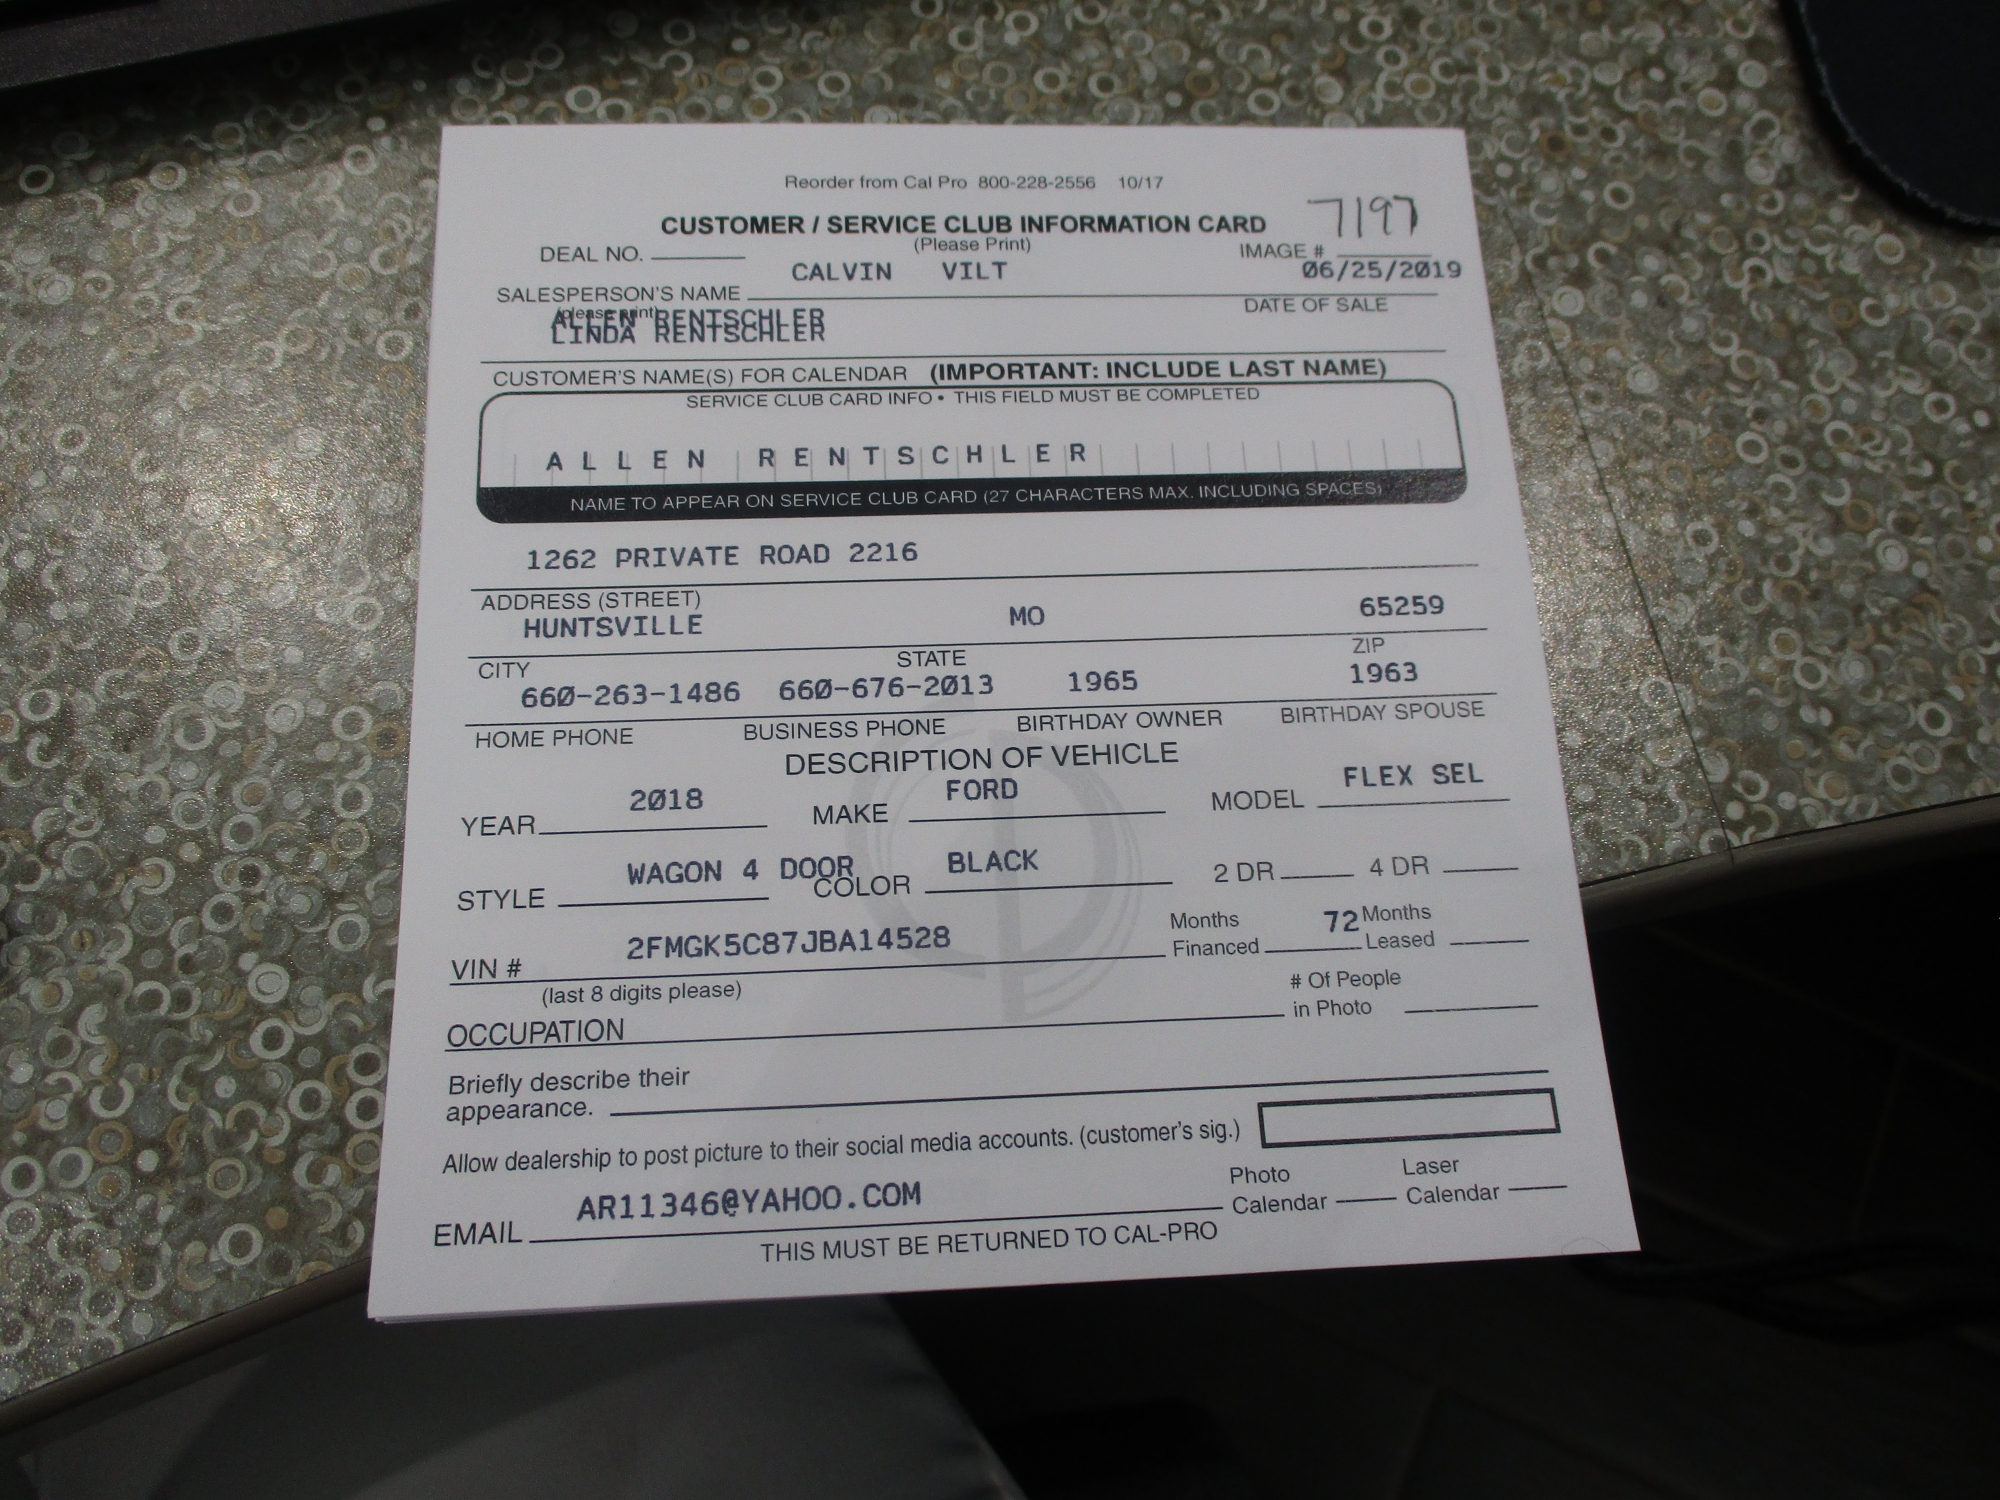 Reorder from Cal Pro 800-228-2556 10/17
7197
CUSTOMER / SERVICE CLUB INFORMATION CARD
(Please Print)
DEAL NO. IMAGE #
CALVIN VILT 06/25/2019
SALESPERSON'S NAME DATE OF SALE
(please print)
ALLEN RENTSCHLER
LINDA RENTSCHLER
CUSTOMER'S NAME(S) FOR CALENDAR (IMPORTANT: INCLUDE LAST NAME)
SERVICE CLUB CARD INFO • THIS FIELD MUST BE COMPLETED
ALLEN RENTSCHLER
NAME TO APPEAR ON SERVICE CLUB CARD (27 CHARACTERS MAX. INCLUDING SPACES)
1262 PRIVATE ROAD 2216
ADDRESS (STREET)
HUNTSVILLE MO 65259
CITY STATE ZIP
660-263-1486 660-676-2013 1965 1963
HOME PHONE BUSINESS PHONE BIRTHDAY OWNER BIRTHDAY SPOUSE
DESCRIPTION OF VEHICLE
YEAR 2018 MAKE FORD MODEL FLEX SEL
STYLE WAGON 4 DOOR COLOR BLACK 2 DR 4 DR
VIN # 2FMGK5C87JBA14528 Months Financed 72 Months Leased
(last 8 digits please)
OCCUPATION # Of People in Photo
Briefly describe their
appearance.
Allow dealership to post picture to their social media accounts. (customer's sig.)
EMAIL AR11346@YAHOO.COM Photo Calendar Laser Calendar
THIS MUST BE RETURNED TO CAL-PRO